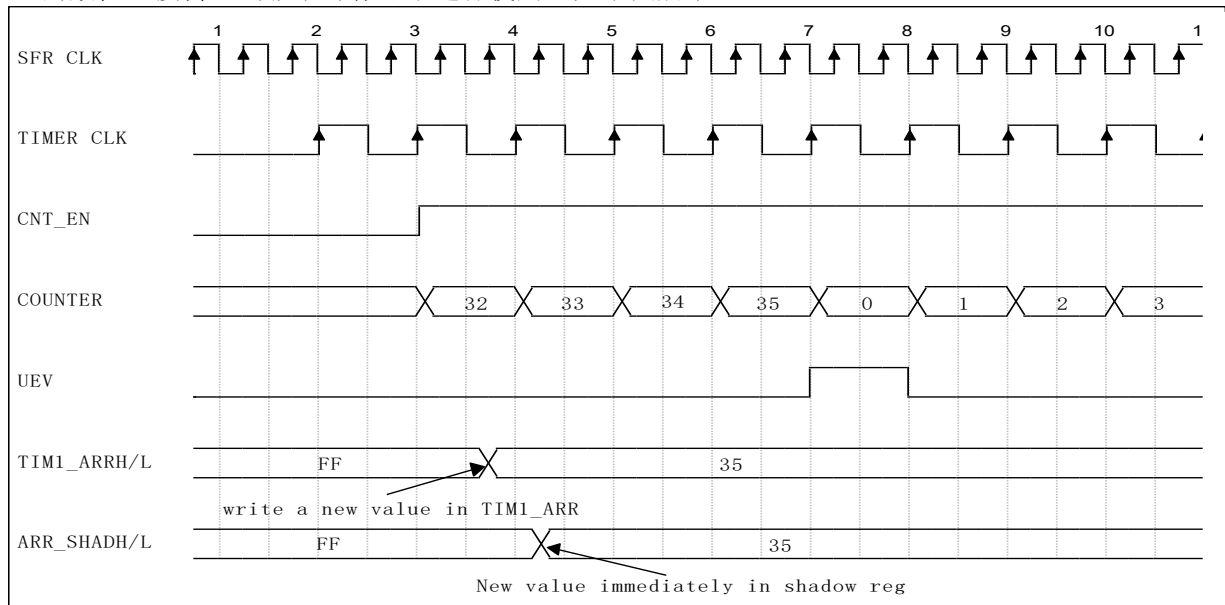 1 2 3 4 5 6 7 8 9 10 1
SFR CLK
TIMER CLK
CNT_EN
COUNTER 32 33 34 35 0 1 2 3
UEV
TIM1_ARRH/L FF 35
write a new value in TIM1_ARR
ARR_SHADH/L FF 35
New value immediately in shadow reg